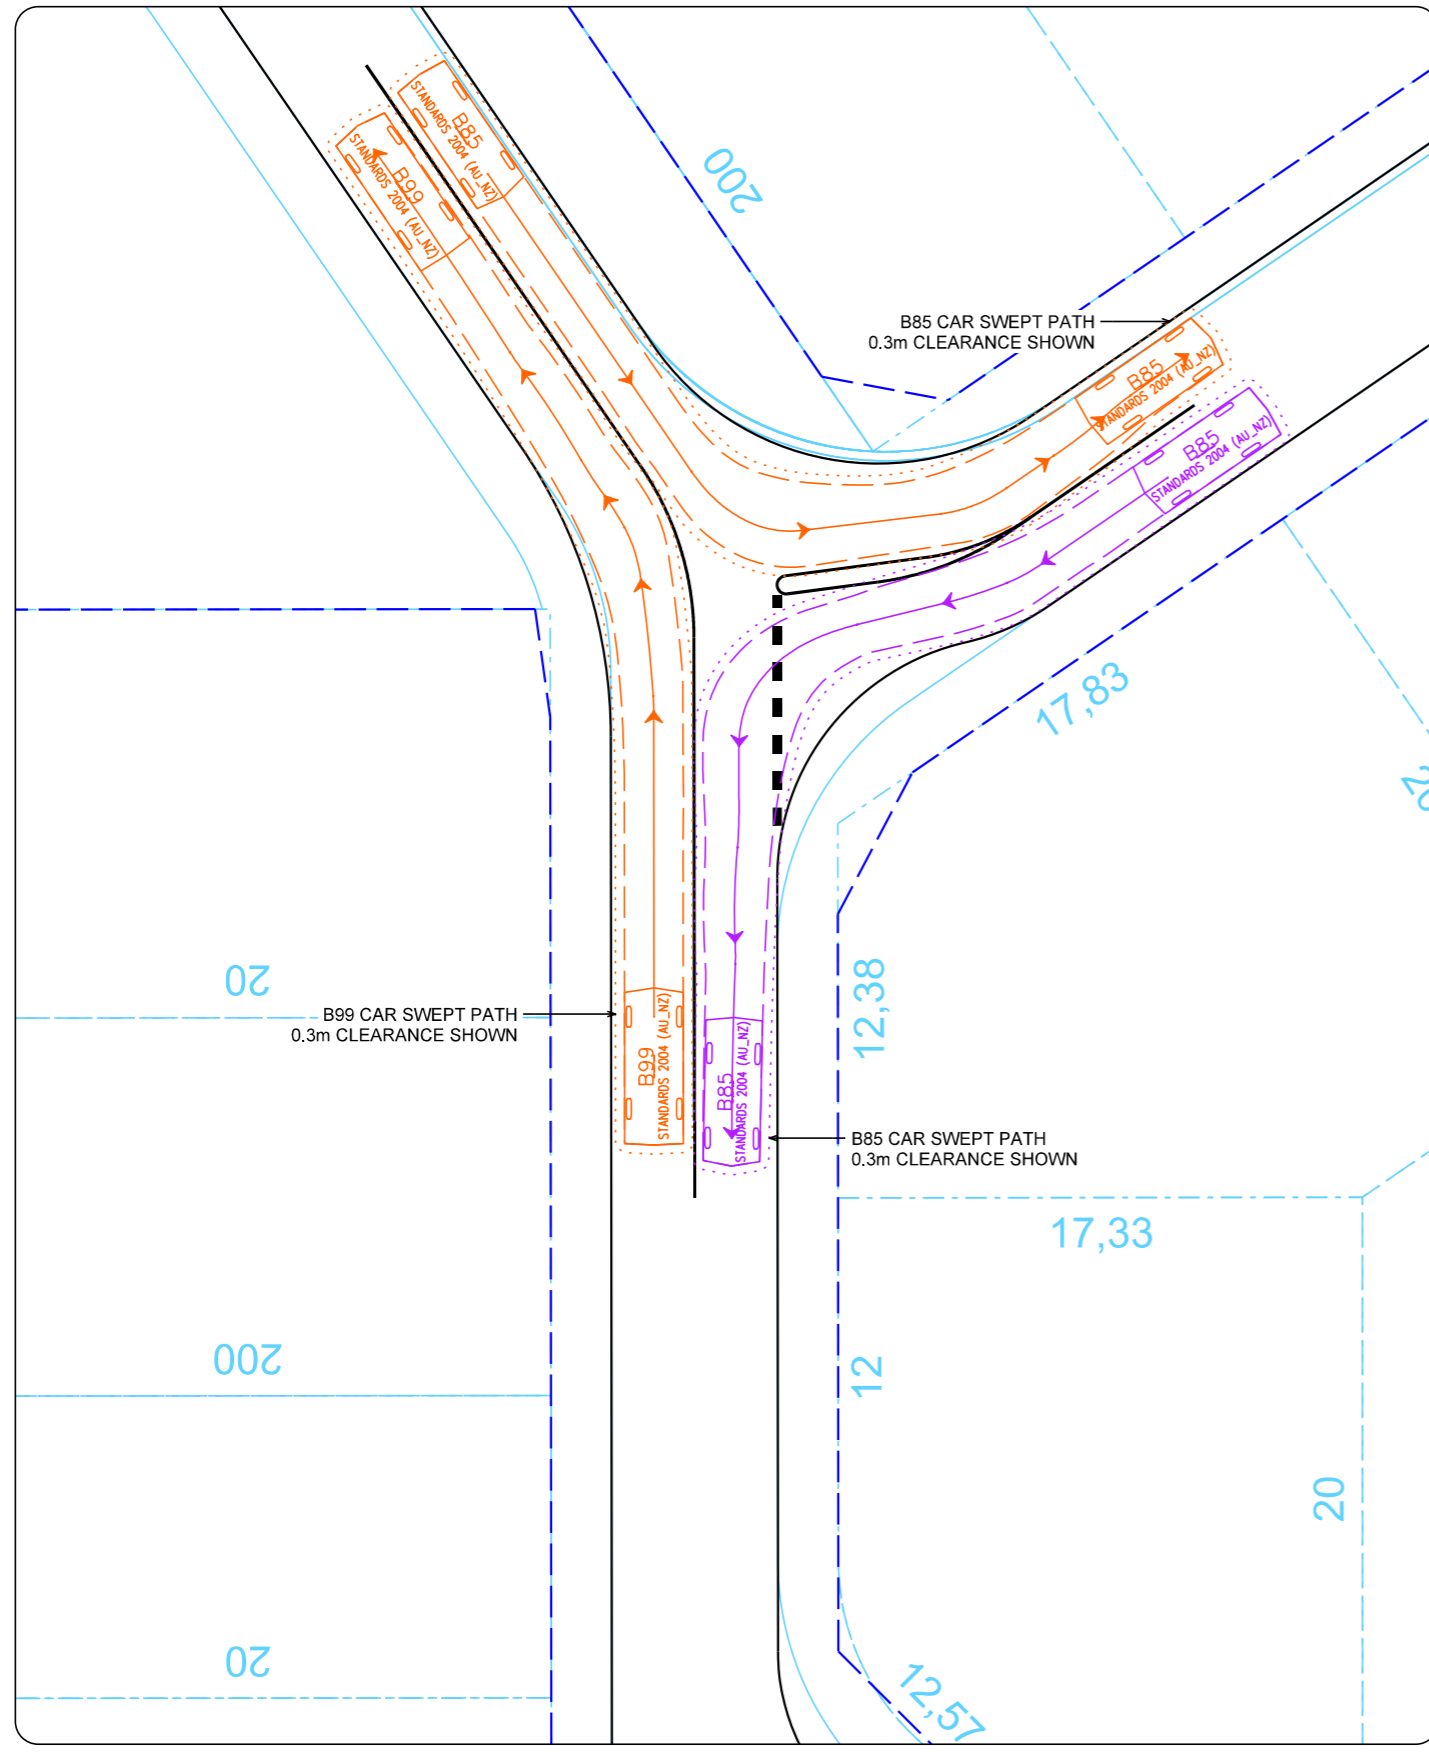 B85
STANDARDS 2004 (AU_NZ)
B99
STANDARDS 2004 (AU_NZ)
200
B85 CAR SWEPT PATH
0.3m CLEARANCE SHOWN
B85
STANDARDS 2004 (AU_NZ)
B85
STANDARDS 2004 (AU_NZ)
17,83
20
12,38
B99 CAR SWEPT PATH
0.3m CLEARANCE SHOWN
B99
STANDARDS 2004 (AU_NZ)
B85
STANDARDS 2004 (AU_NZ)
B85 CAR SWEPT PATH
0.3m CLEARANCE SHOWN
17,33
200
12
20
20
12,57